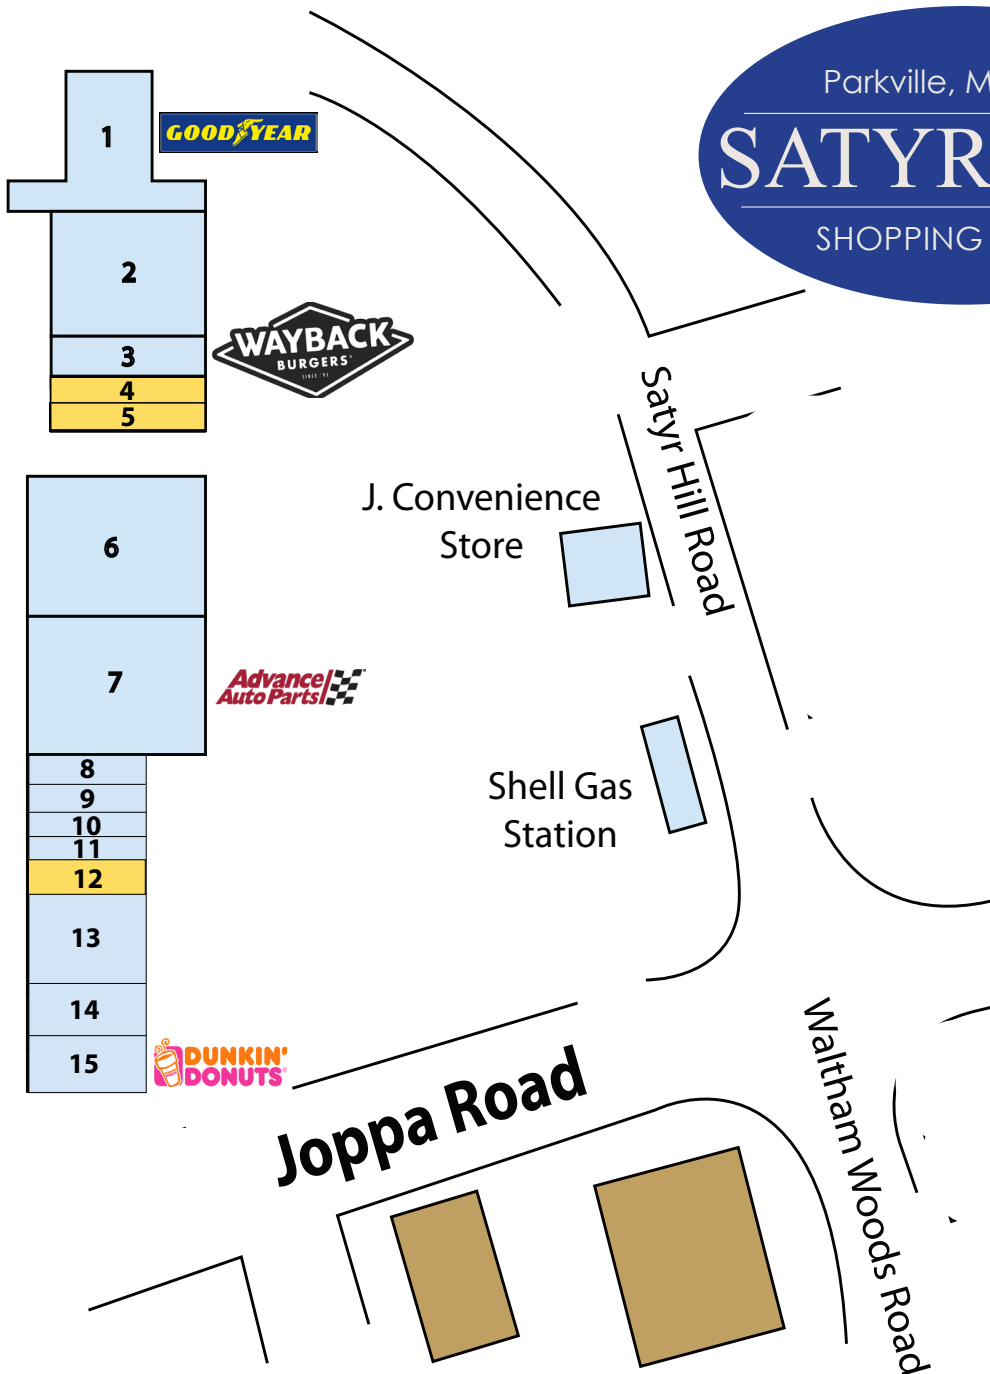 Parkville, M
SATYR
SHOPPING
1
GOODYEAR
2
WAYBACK
BURGERS
SINCE '91
3
4
5
Satyr Hill Road
J. Convenience
Store
6
7
Advance
Auto Parts
8
9
10
11
12
13
14
15
Shell Gas
Station
DUNKIN'
DONUTS
Joppa Road
Waltham Woods Road